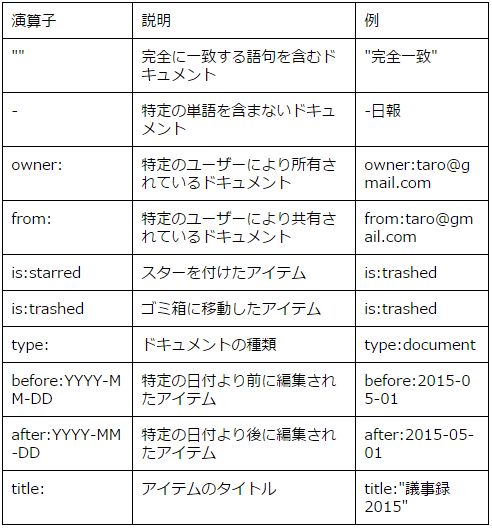 演算子 説明 例
"" 完全に一致する語句を含むド "完全一致"
キュメント
- 特定の単語を含まないドキュ -日報
メント
owner: 特定のユーザーにより所有さ owner:taro@g
れているドキュメント mail.com
from: 特定のユーザーにより共有さ from:taro@gm
れているドキュメント ail.com
is:starred スターを付けたアイテム is:trashed
is:trashed ゴミ箱に移動したアイテム is:trashed
type: ドキュメントの種類 type:document
before:YYYY-M 特定の日付より前に編集され before:2015-0
M-DD たアイテム 5-01
after:YYYY-MM 特定の日付より後に編集され after:2015-05-
-DD たアイテム 01
title: アイテムのタイトル title:"議事録
2015"